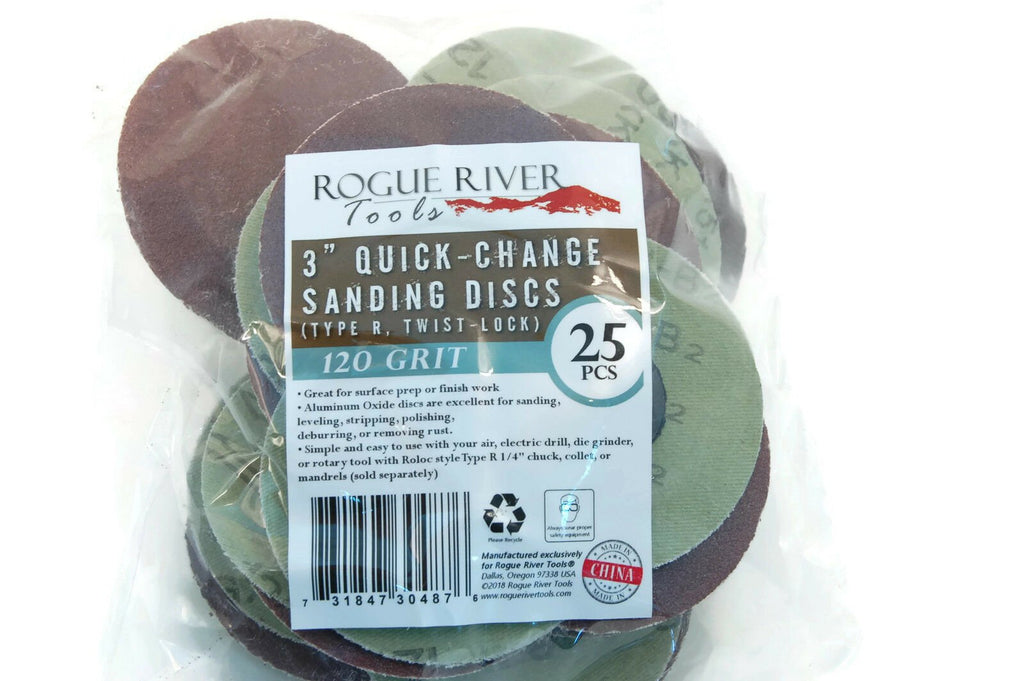 ROGUE RIVER
Tools
3" QUICK-CHANGE
SANDING DISCS
(TYPE R, TWIST-LOCK)
120 GRIT
25
PCS
• Great for surface prep or finish work
• Aluminum Oxide discs are excellent for sanding,
leveling, stripping, polishing,
deburring, or removing rust.
• Simple and easy to use with your air, electric drill, die grinder,
or rotary tool with Roloc style Type R 1/4" chuck, collet, or
mandrels (sold separately)
Please Recycle
Always wear proper
safety equipment
Manufactured exclusively
for Rogue River Tools®
Dallas, Oregon 97338 USA
©2018 Rogue River Tools
www.roguerivertools.com
MADE IN
CHINA
MADE IN
7 31847 30487 6
B2
2
2